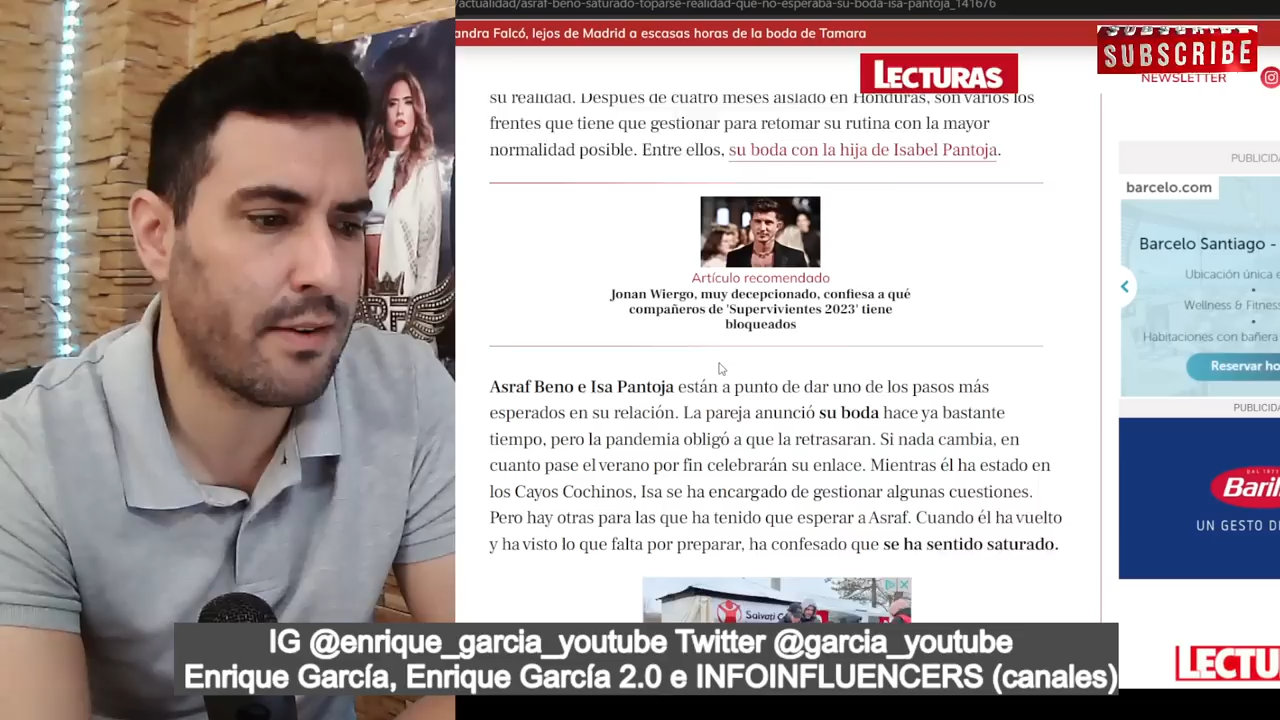 /actualidad/asraf-beno-saturado-toparse-realidad-que-no-esperaba-su-boda-isa-pantoja_141676
andra Falcó, lejos de Madrid a escasas horas de la boda de Tamara
SUBSCRIBE
LECTURAS
NEWSLETTER
su realidad. Después de cuatro meses aislado en Honduras, son varios los
frentes que tiene que gestionar para retomar su rutina con la mayor
normalidad posible. Entre ellos, su boda con la hija de Isabel Pantoja.
PUBLICID
barcelo.com
Barcelo Santiago -
Ubicación única e
•
Wellness & Fitnes
•
Habitaciones con bañera
Reservar ho
Artículo recomendado
Jonan Wiergo, muy decepcionado, confiesa a qué
compañeros de 'Supervivientes 2023' tiene
bloqueados
Asraf Beno e Isa Pantoja están a punto de dar uno de los pasos más
esperados en su relación. La pareja anunció su boda hace ya bastante
tiempo, pero la pandemia obligó a que la retrasaran. Si nada cambia, en
cuanto pase el verano por fin celebrarán su enlace. Mientras él ha estado en
los Cayos Cochinos, Isa se ha encargado de gestionar algunas cuestiones.
Pero hay otras para las que ha tenido que esperar a Asraf. Cuando él ha vuelto
y ha visto lo que falta por preparar, ha confesado que se ha sentido saturado.
PUBLICIDA
Baril
UN GESTO D
IG @enrique_garcia_youtube Twitter @garcia_youtube
Enrique García, Enrique García 2.0 e INFOINFLUENCERS (canales)
LECTU